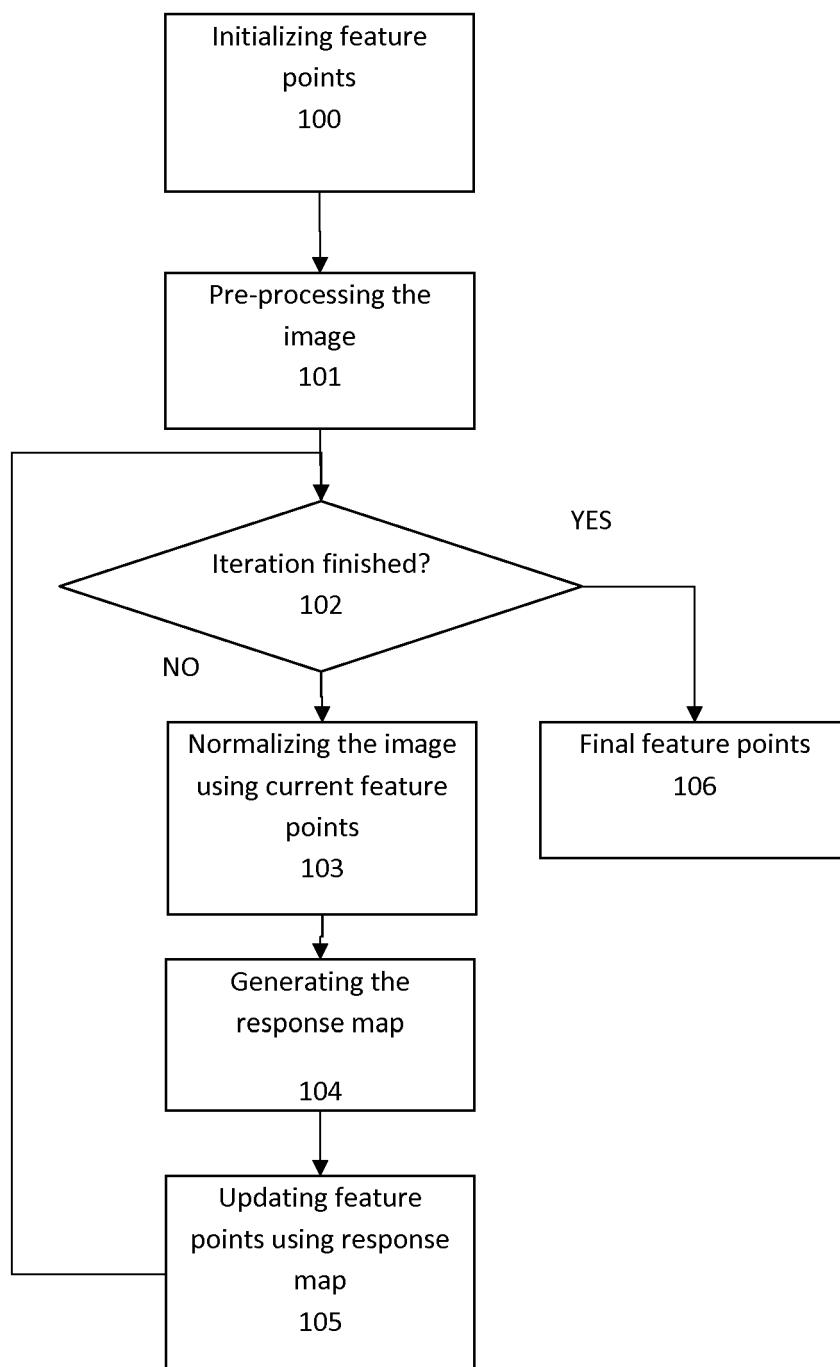 Initializing feature
points
100
Pre-processing the
image
101
YES
Iteration finished?
102
NO
Normalizing the image
using current feature
points
103
Final feature points
106
Generating the
response map
104
Updating feature
points using response
map
105